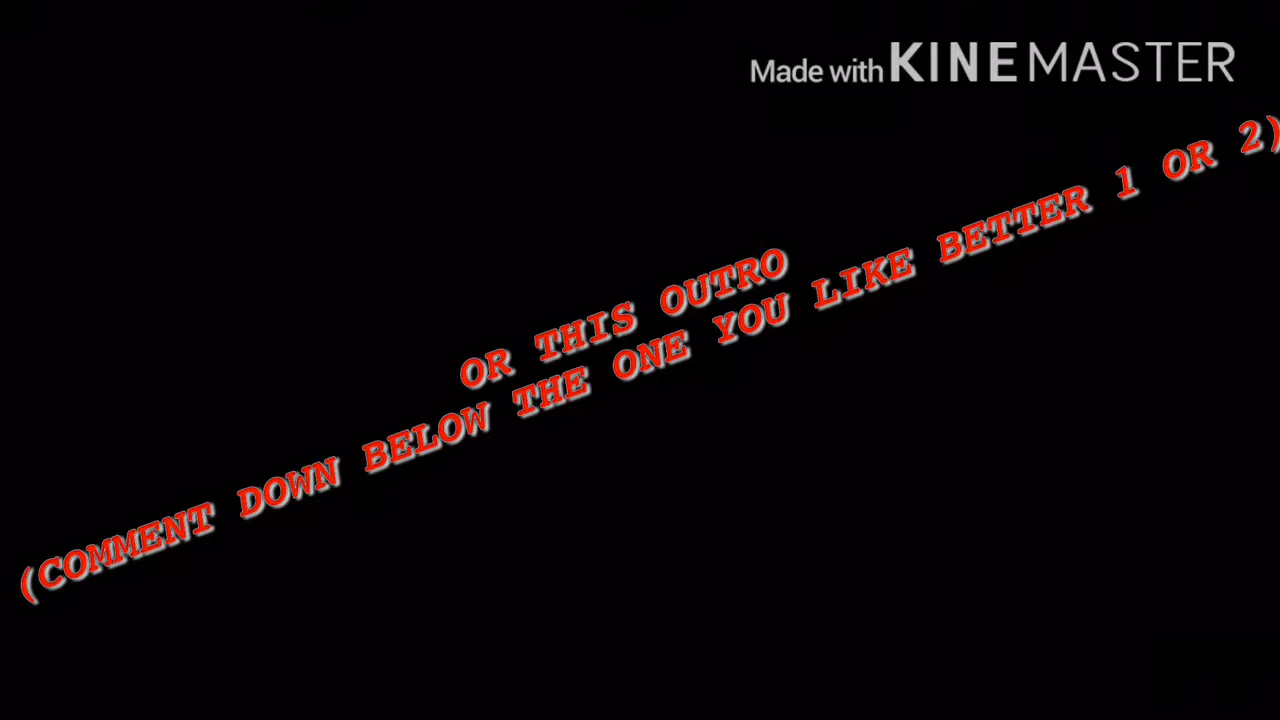 Made with KINEMASTER
OR THIS OUTRO
(COMMENT DOWN BELOW THE ONE YOU LIKE BETTER 1 OR 2)